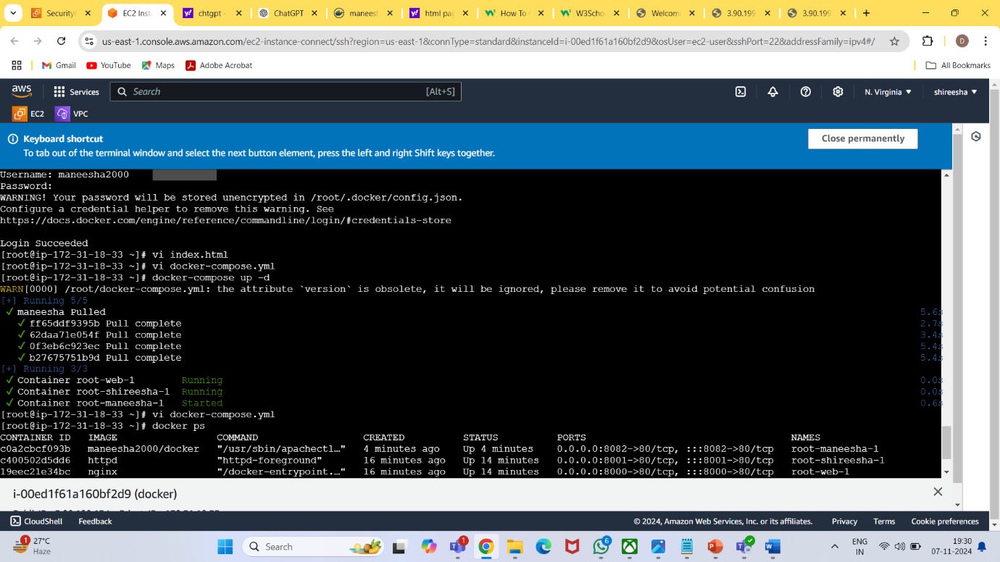 SecurityG
EC2 Inst
chtgpt -
ChatGPT
maneesh
html pag
How To
W3Scho
Welcom
3.90.199
3.90.199
us-east-1.console.aws.amazon.com/ec2-instance-connect/ssh?region=us-east-1&connType=standard&instanceId=i-00ed1f61a160bf2d9&osUser=ec2-user&sshPort=22&addressFamily=ipv4#/
D
Gmail YouTube Maps Adobe Acrobat All Bookmarks
aws Services Search [Alt+S] N. Virginia shireesha
EC2 VPC
Keyboard shortcut
To tab out of the terminal window and select the next button element, press the left and right Shift keys together.
Close permanently
Username: maneesha2000
Password:
WARNING! Your password will be stored unencrypted in /root/.docker/config.json.
Configure a credential helper to remove this warning. See
https://docs.docker.com/engine/reference/commandline/login/#credentials-store
Login Succeeded
[root@ip-172-31-18-33 ~]# vi index.html
[root@ip-172-31-18-33 ~]# vi docker-compose.yml
[root@ip-172-31-18-33 ~]# docker-compose up -d
WARN[0000] /root/docker-compose.yml: the attribute `version` is obsolete, it will be ignored, please remove it to avoid potential confusion
[+] Running 5/5
✓ maneesha Pulled 5.6s
✓ ff65ddf9395b Pull complete 2.7s
✓ 62daa71e054f Pull complete 3.4s
✓ 0f3eb6c923ec Pull complete 5.4s
✓ b27675751b9d Pull complete 5.4s
[+] Running 3/3
✓ Container root-web-1 Running 0.0s
✓ Container root-shireesha-1 Running 0.0s
✓ Container root-maneesha-1 Started 0.6s
[root@ip-172-31-18-33 ~]# vi docker-compose.yml
[root@ip-172-31-18-33 ~]# docker ps
CONTAINER ID IMAGE COMMAND CREATED STATUS PORTS NAMES
c0a2cbcf093b maneesha2000/docker "/usr/sbin/apachectl…" 4 minutes ago Up 4 minutes 0.0.0.0:8082->80/tcp, :::8082->80/tcp root-maneesha-1
c400502d5dd6 httpd "httpd-foreground" 16 minutes ago Up 14 minutes 0.0.0.0:8001->80/tcp, :::8001->80/tcp root-shireesha-1
19eec21e34bc nginx "/docker-entrypoint.…" 16 minutes ago Up 14 minutes 0.0.0.0:8000->80/tcp, :::8000->80/tcp root-web-1
i-00ed1f61a160bf2d9 (docker)
CloudShell Feedback © 2024, Amazon Web Services, Inc. or its affiliates. Privacy Terms Cookie preferences
1 27°C
Haze
Search
1
6
ENG
IN
19:30
07-11-2024